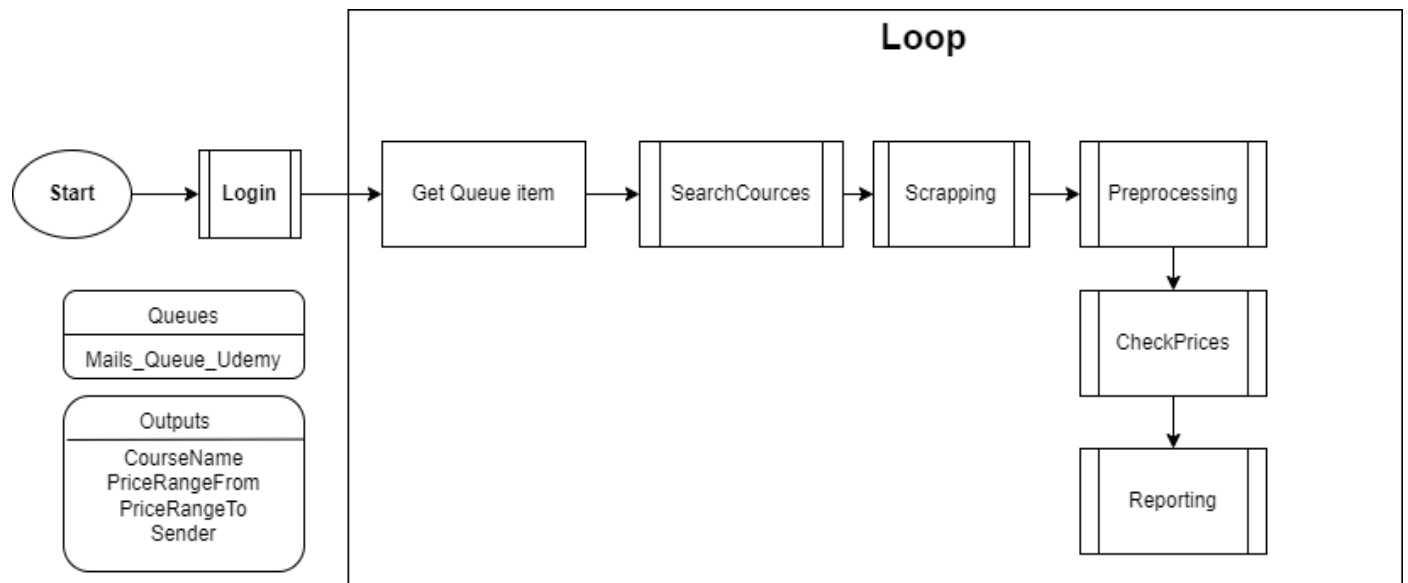 Loop
Start
Login
Get Queue item
SearchCources
Scrapping
Preprocessing
Queues
Mails_Queue_Udemy
CheckPrices
Outputs
CourseName
PriceRangeFrom
PriceRangeTo
Sender
Reporting